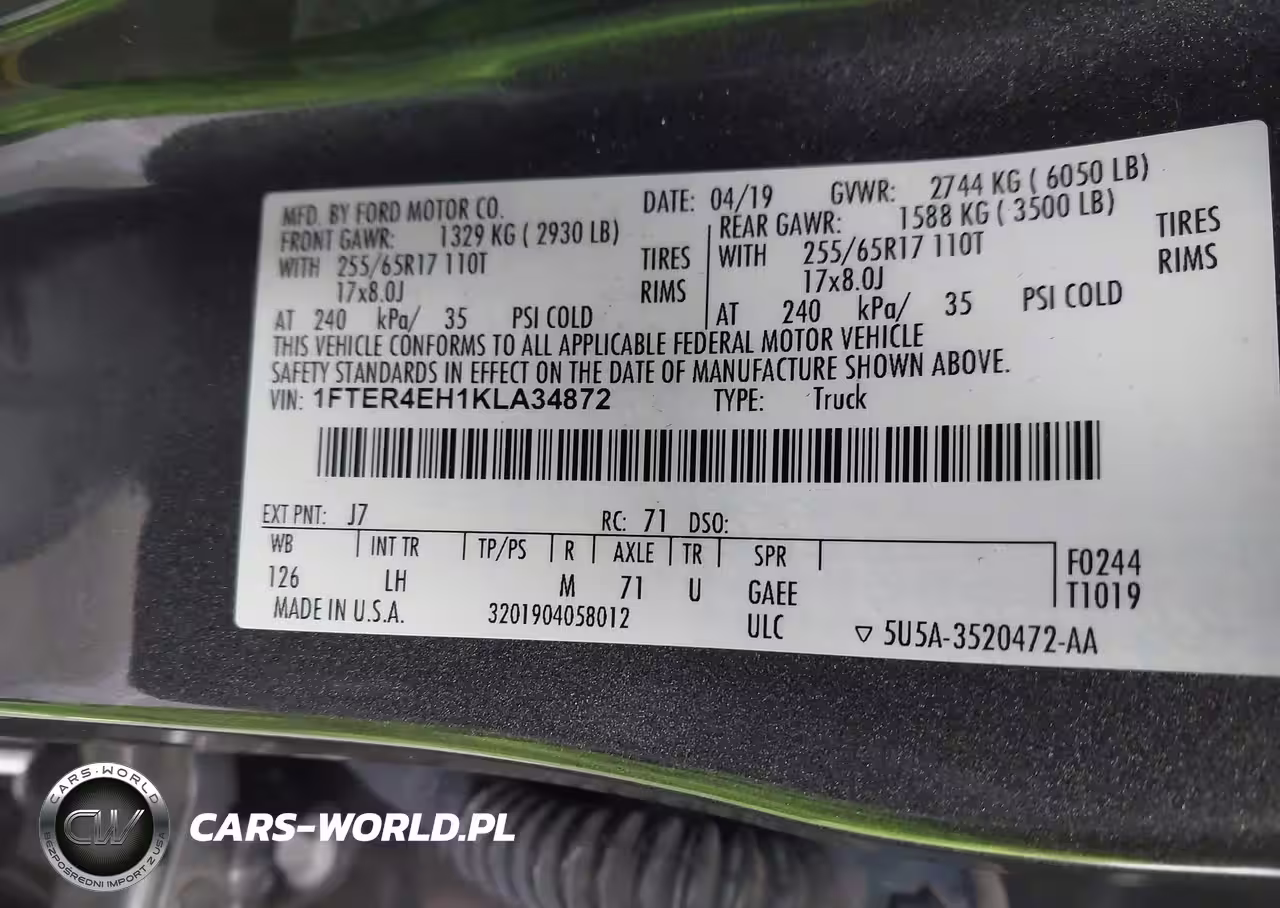 MFD. BY FORD MOTOR CO. DATE: 04/19 GVWR: 2744 KG ( 6050 LB)
FRONT GAWR: 1329 KG ( 2930 LB) REAR GAWR: 1588 KG ( 3500 LB)
WITH 255/65R17 110T TIRES WITH 255/65R17 110T TIRES
17x8.0J RIMS 17x8.0J RIMS
AT 240 kPa/ 35 PSI COLD AT 240 kPa/ 35 PSI COLD
THIS VEHICLE CONFORMS TO ALL APPLICABLE FEDERAL MOTOR VEHICLE
SAFETY STANDARDS IN EFFECT ON THE DATE OF MANUFACTURE SHOWN ABOVE.
VIN: 1FTER4EH1KLA34872 TYPE: Truck
EXT PNT: J7 RC: 71 DSO:
WB INT TR TP/PS R AXLE TR SPR F0244
126 LH M 71 U GAEE T1019
MADE IN U.S.A. 3201904058012 ULC ▽ 5U5A-3520472-AA
CARS-WORLD
CW
BEZPOŚREDNI IMPORT Z USA
CARS-WORLD.PL